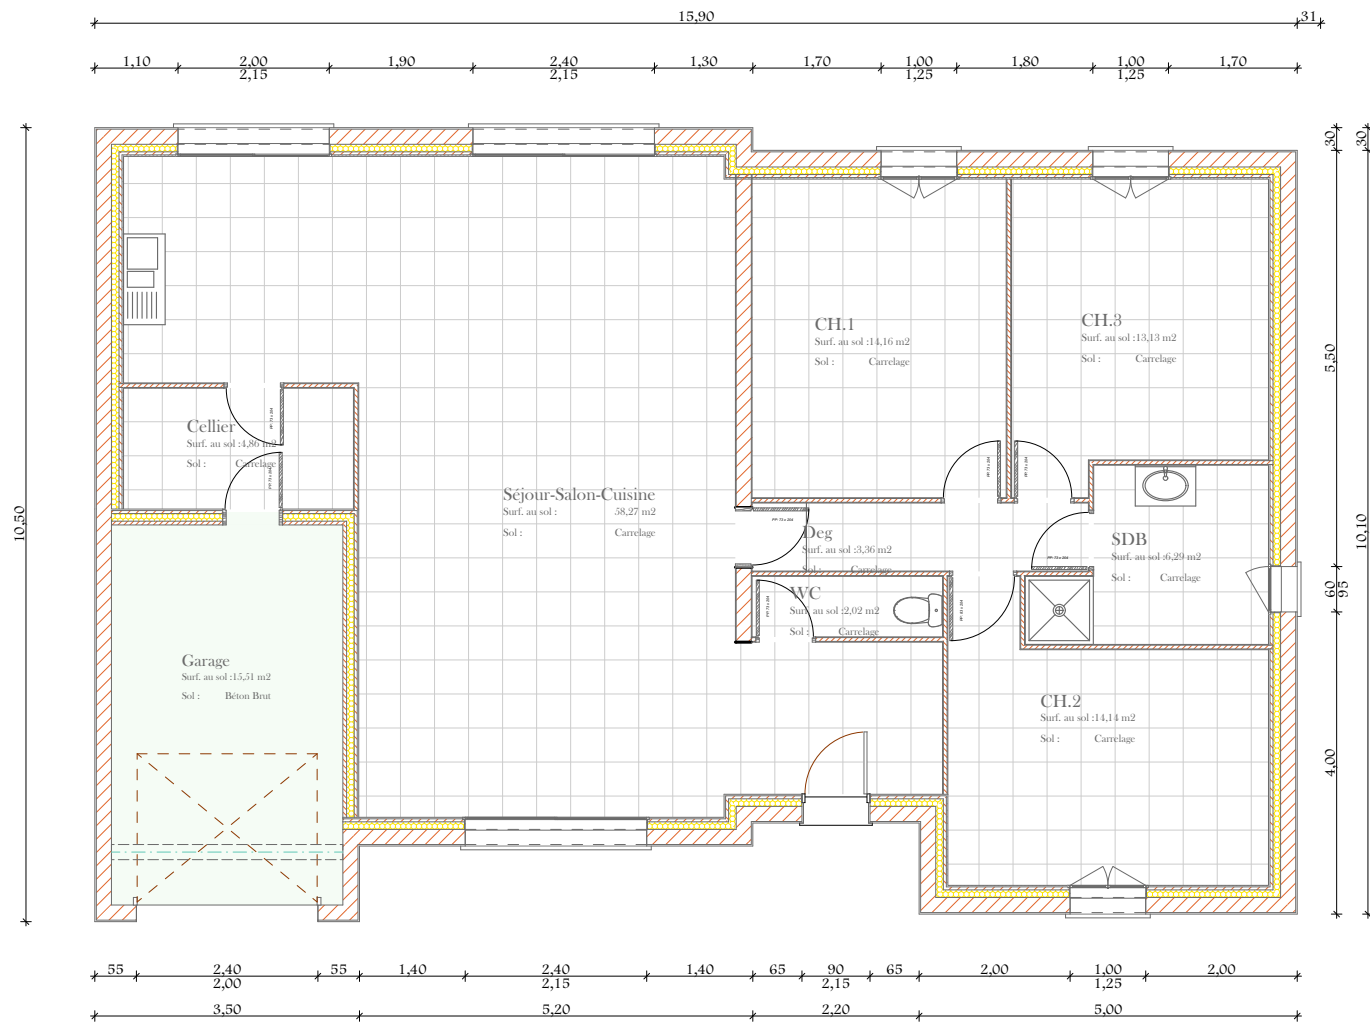 15,90
31
1,10
2,00
2,15
1,90
2,40
2,15
1,30
1,70
1,00
1,25
1,80
1,00
1,25
1,70
30
30
10,50
5,50
10,10
60
95
4,00
CH.1
Surf. au sol :14,16 m2
Sol : Carrelage
CH.3
Surf. au sol :13,13 m2
Sol : Carrelage
Cellier
Surf. au sol :4,86 m2
Sol : Carrelage
Séjour-Salon-Cuisine
Surf. au sol : 58,27 m2
Sol : Carrelage
Deg
Surf. au sol :3,36 m2
Sol : Carrelage
SDB
Surf. au sol :6,29 m2
Sol : Carrelage
WC
Surf. au sol :2,02 m2
Sol : Carrelage
Garage
Surf. au sol :15,51 m2
Sol : Béton Brut
CH.2
Surf. au sol :14,14 m2
Sol : Carrelage
55
2,40
2,00
55
1,40
2,40
2,15
1,40
65
90
2,15
65
2,00
1,00
1,25
2,00
3,50
5,20
2,20
5,00